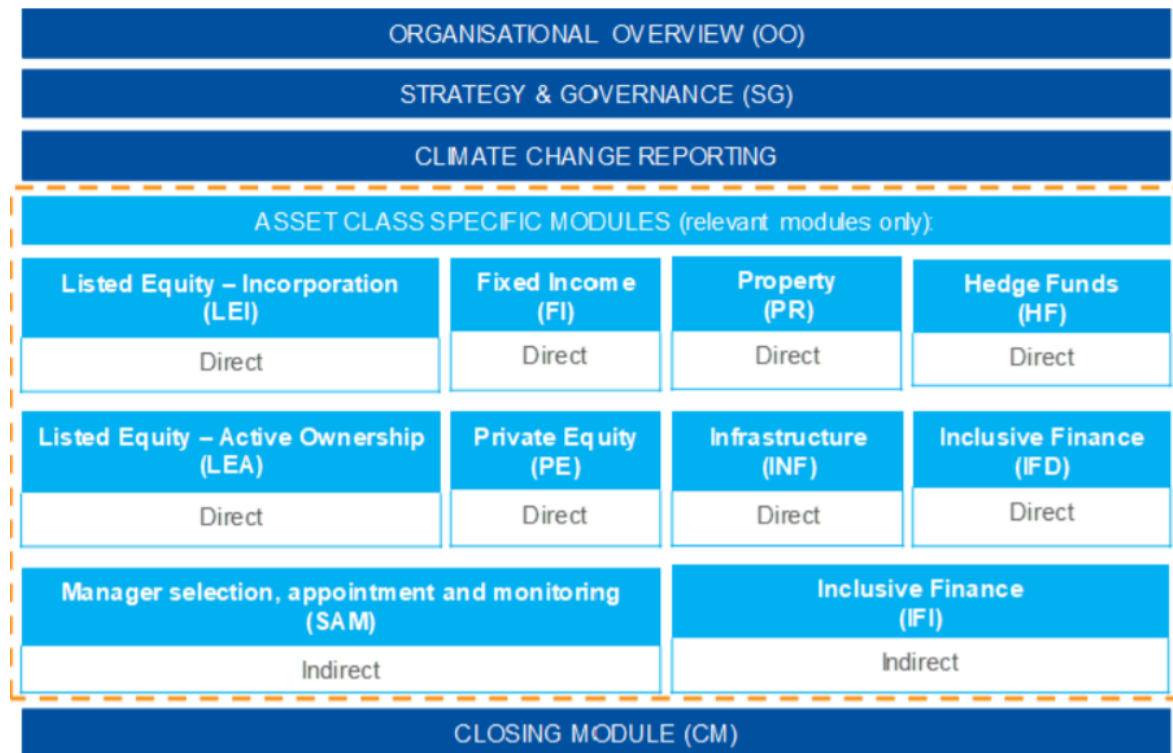 ORGANISATIONAL OVERVIEW (OO)
STRATEGY & GOVERNANCE (SG)
CLIMATE CHANGE REPORTING
ASSET CLASS SPECIFIC MODULES (relevant modules only):
Listed Equity – Incorporation
(LEI)
Direct
Fixed Income
(FI)
Direct
Property
(PR)
Direct
Hedge Funds
(HF)
Direct
Listed Equity – Active Ownership
(LEA)
Direct
Private Equity
(PE)
Direct
Infrastructure
(INF)
Direct
Inclusive Finance
(IFD)
Direct
Manager selection, appointment and monitoring
(SAM)
Indirect
Inclusive Finance
(IFI)
Indirect
CLOSING MODULE (CM)